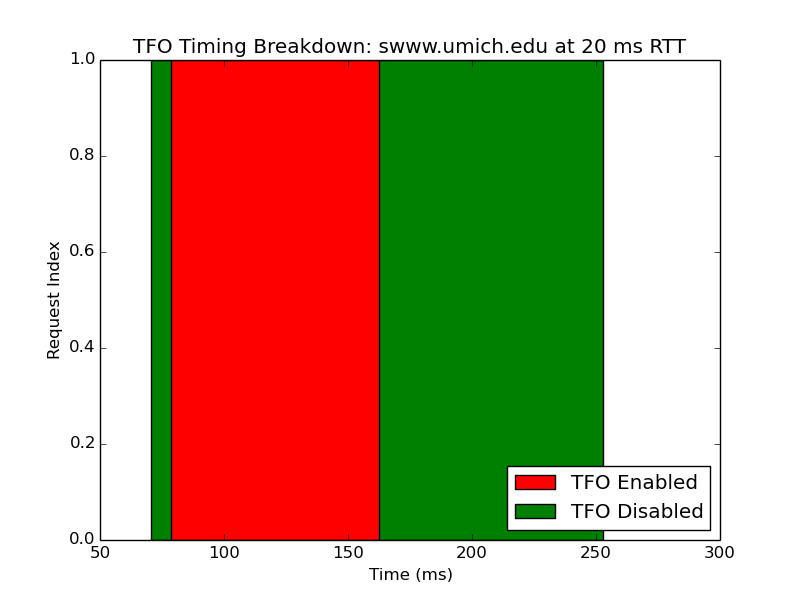 TFO Timing Breakdown: swww.umich.edu at 20 ms RTT
1.0
0.8
0.6
0.4
0.2
0.0
Request Index
50 100 150 200 250 300
Time (ms)
TFO Enabled
TFO Disabled